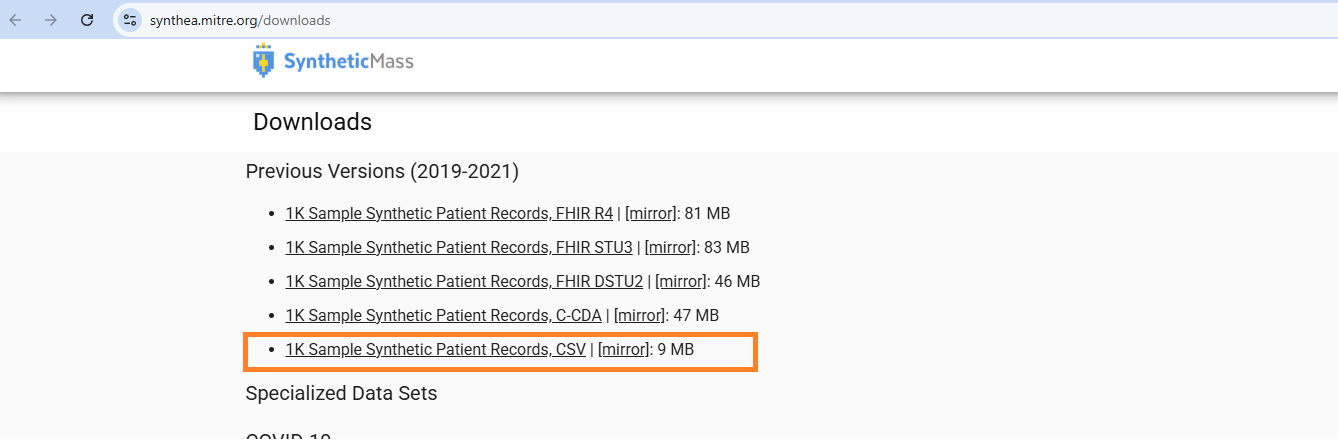 synthea.mitre.org/downloads
SyntheticMass
Downloads
Previous Versions (2019-2021)
• 1K Sample Synthetic Patient Records, FHIR R4 | [mirror]: 81 MB
• 1K Sample Synthetic Patient Records, FHIR STU3 | [mirror]: 83 MB
• 1K Sample Synthetic Patient Records, FHIR DSTU2 | [mirror]: 46 MB
• 1K Sample Synthetic Patient Records, C-CDA | [mirror]: 47 MB
• 1K Sample Synthetic Patient Records, CSV | [mirror]: 9 MB
Specialized Data Sets
COVID-19